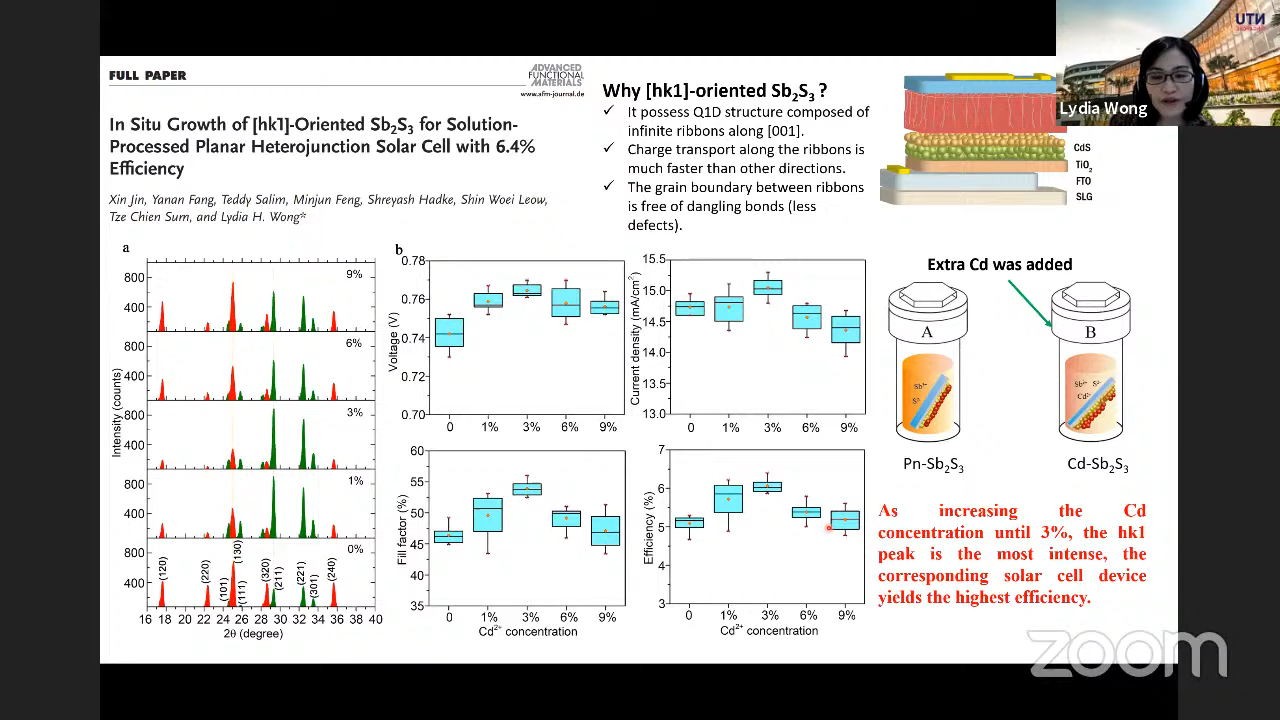 FULL PAPER
ADVANCED
FUNCTIONAL
MATERIALS
www.afm-journal.de
In Situ Growth of [hk1]-Oriented Sb2S3 for Solution-
Processed Planar Heterojunction Solar Cell with 6.4%
Efficiency
Xin Jin, Yanan Fang, Teddy Salim, Minjun Feng, Shreyash Hadke, Shin Woei Leow,
Tze Chien Sum, and Lydia H. Wong*
Why [hk1]-oriented Sb2S3 ?
✓ It possess Q1D structure composed of
infinite ribbons along [001].
✓ Charge transport along the ribbons is
much faster than other directions.
✓ The grain boundary between ribbons
is free of dangling bonds (less
defects).
CdS
TiO2
FTO
SLG
NTU
Lydia Wong
a
800
400
9%
800
400
6%
800
400
3%
800
400
1%
800
400
0%
(120)
(220)
(101)
(130)
(111)
(320)
(211)
(221)
(301)
(240)
Intensity (counts)
16 18 20 22 24 26 28 30 32 34 36 38 40
2θ (degree)
b
0.78
0.76
0.74
0.72
0.70
Voltage (V)
0 1% 3% 6% 9%
15.5
15.0
14.5
14.0
13.5
13.0
Current density (mA/cm2)
0 1% 3% 6% 9%
60
55
50
45
40
35
Fill factor (%)
0 1% 3% 6% 9%
Cd2+ concentration
7
6
5
4
3
Efficiency (%)
0 1% 3% 6% 9%
Cd2+ concentration
Extra Cd was added
A
B
Sb3+
S2-
Sb3+ S2-
Cd2+
Pn-Sb2S3
Cd-Sb2S3
As increasing the Cd
concentration until 3%, the hk1
peak is the most intense, the
corresponding solar cell device
yields the highest efficiency.
zoom